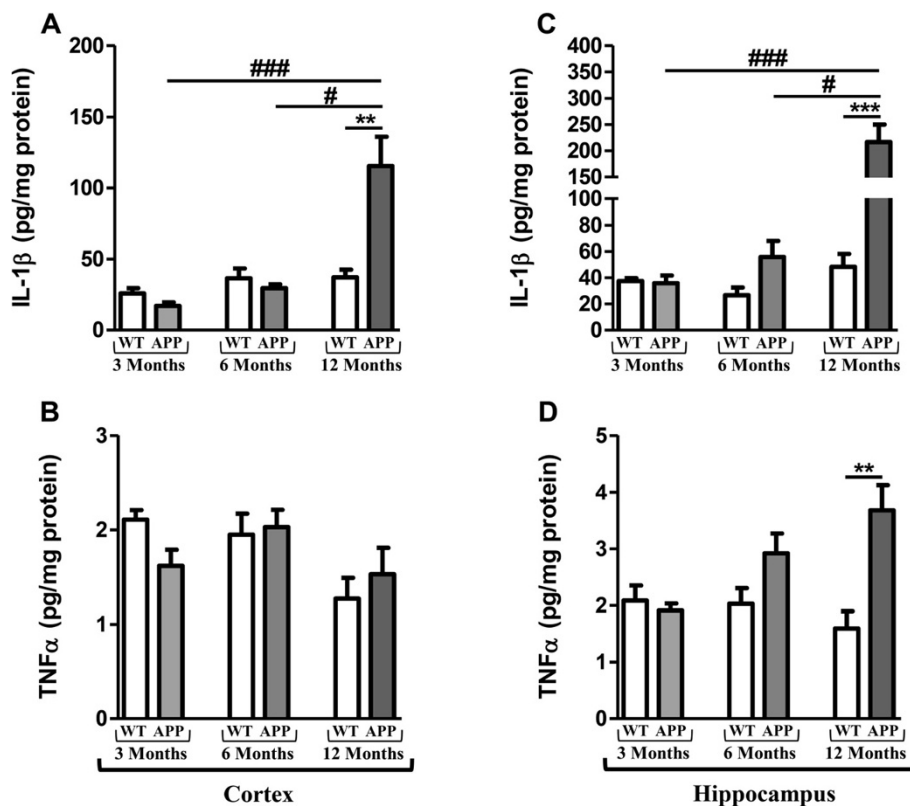 A
IL-1β (pg/mg protein)
200
150
100
50
0
###
#
**
WT APP WT APP WT APP
3 Months 6 Months 12 Months
C
IL-1β (pg/mg protein)
400
350
300
250
200
150
100
80
60
40
20
0
###
#
***
WT APP WT APP WT APP
3 Months 6 Months 12 Months
B
TNFα (pg/mg protein)
3
2
1
0
WT APP WT APP WT APP
3 Months 6 Months 12 Months
Cortex
D
TNFα (pg/mg protein)
5
4
3
2
1
0
**
WT APP WT APP WT APP
3 Months 6 Months 12 Months
Hippocampus